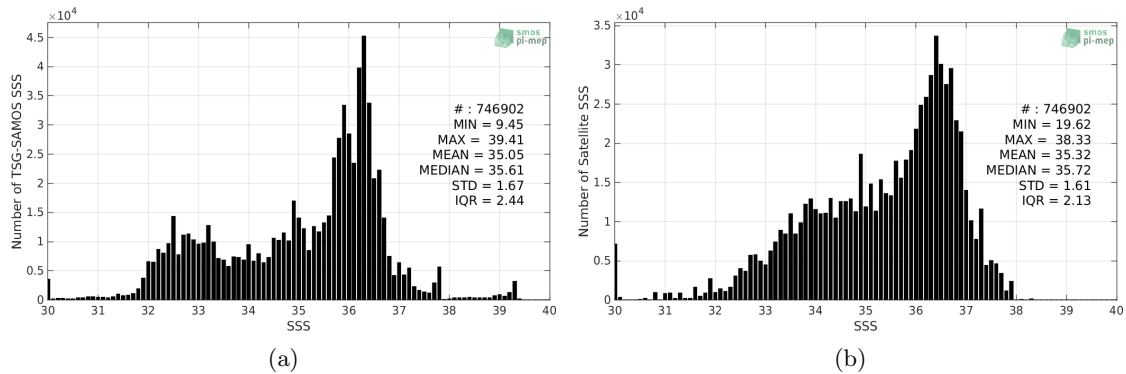 ×10⁴
4.5
4
3.5
3
2.5
2
1.5
1
0.5
0
30 31 32 33 34 35 36 37 38 39 40
SSS
Number of TSG-SAMOS SSS
smos
pi-mep
# : 746902
MIN = 9.45
MAX = 39.41
MEAN = 35.05
MEDIAN = 35.61
STD = 1.67
IQR = 2.44
(a)
×10⁴
3.5
3
2.5
2
1.5
1
0.5
0
30 31 32 33 34 35 36 37 38 39 40
SSS
Number of Satellite SSS
smos
pi-mep
# : 746902
MIN = 19.62
MAX = 38.33
MEAN = 35.32
MEDIAN = 35.72
STD = 1.61
IQR = 2.13
(b)